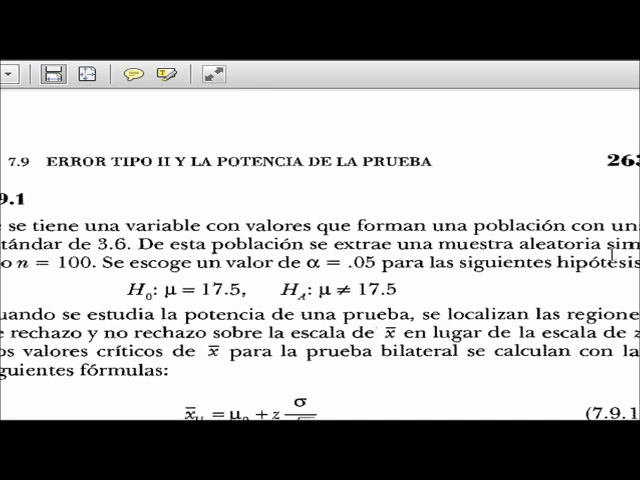 7.9 ERROR TIPO II Y LA POTENCIA DE LA PRUEBA 263
9.1
se tiene una variable con valores que forman una población con un
tándar de 3.6. De esta población se extrae una muestra aleatoria sim
o n = 100. Se escoge un valor de α = .05 para las siguientes hipótesis
H₀: μ = 17.5, H_A: μ ≠ 17.5
uando se estudia la potencia de una prueba, se localizan las regione
e rechazo y no rechazo sobre la escala de x̄ en lugar de la escala de z
os valores críticos de x̄ para la prueba bilateral se calculan con la
guientes fórmulas:
x̄_U = μ₀ + z σ (7.9.1